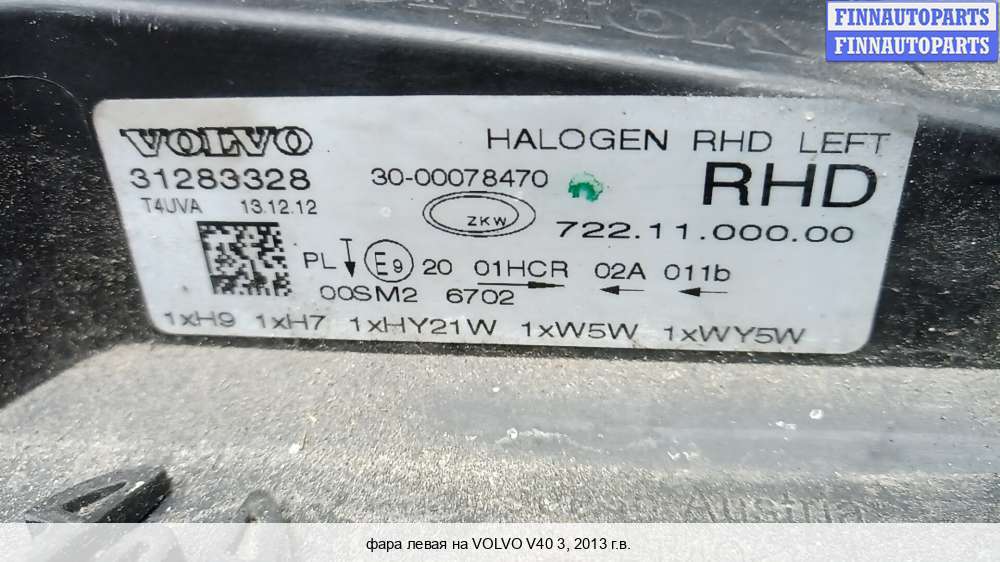 FINNAUTOPARTS
FINNAUTOPARTS
VOLVO HALOGEN RHD LEFT
31283328 30-00078470 RHD
T4UVA 13.12.12 ZKW 722.11.000.00
PL E9 20 01HCR 02A 011b
00SM2 6702
1xH9 1xH7 1xHY21W 1xW5W 1xWY5W
Austria
фара левая на VOLVO V40 3, 2013 г.в.